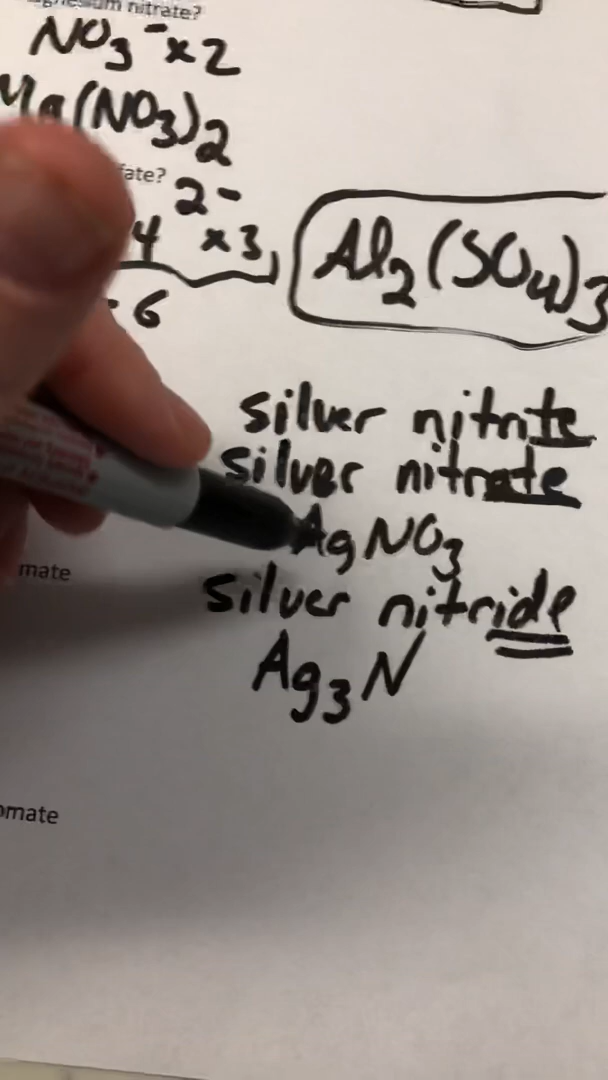 nitrate?
NO3- x2
Mg(NO3)2
fate?
2-
4 x3
6
Al2(SO4)3
silver nitrite
silver nitrate
AgNO3
mate
silver nitride
Ag3N
omate